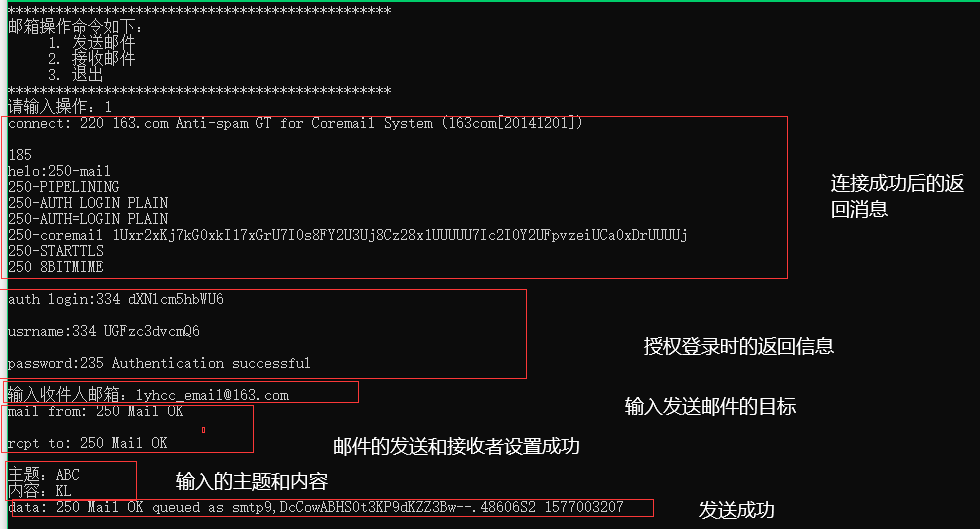 ************************************************
邮箱操作命令如下:
1. 发送邮件
2. 接收邮件
3. 退出
************************************************
请输入操作: 1
connect: 220 163.com Anti-spam GT for Coremail System (163com[20141201])
185
helo:250-mail
250-PIPELINING
250-AUTH LOGIN PLAIN
250-AUTH=LOGIN PLAIN
250-coremail 1Uxr2xKj7kG0xkI17xGrU7I0s8FY2U3Uj8Cz28x1UUUUU7Ic2I0Y2UFpvzeiUCa0xDrUUUUj
250-STARTTLS
250 8BITMIME
连接成功后的返
回消息
auth login:334 dXNlcm5hbWU6
usrname:334 UGFzc3dvcmQ6
password:235 Authentication successful
授权登录时的返回信息
输入收件人邮箱: lyhcc_email@163.com
输入发送邮件的目标
mail from: 250 Mail OK
rcpt to: 250 Mail OK
邮件的发送和接收者设置成功
主题: ABC
内容: KL
输入的主题和内容
data: 250 Mail OK queued as smtp9,DcCowABHS0t3KP9dKZZ3Bw--.48606S2 1577003207
发送成功